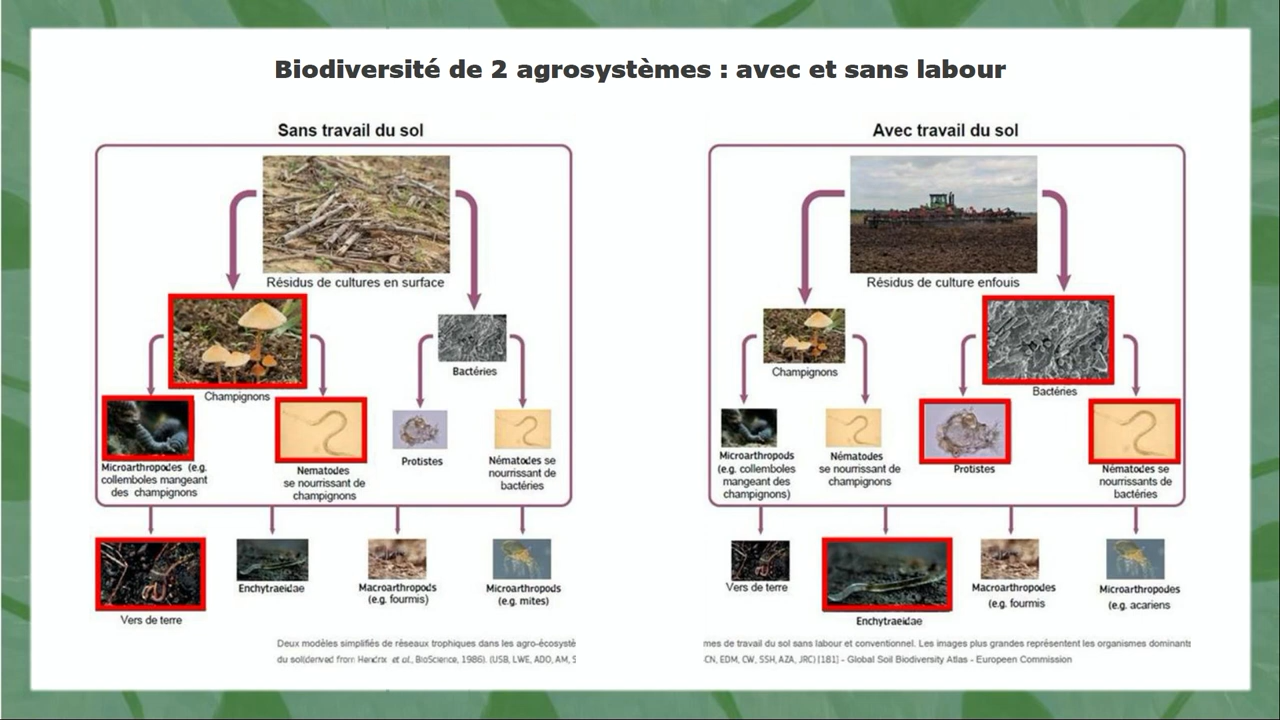 Biodiversité de 2 agrosystèmes : avec et sans labour
Sans travail du sol
Résidus de cultures en surface
Champignons
Bactéries
Microarthropodes (e.g.
collemboles mangeant
des champignons
Nématodes
se nourrissant de
champignons
Protistes
Nématodes se
nourrissant de
bactéries
Vers de terre
Enchytraeidae
Macroarthropods
(e.g. fourmis)
Microarthropods
(e.g. mites)
Avec travail du sol
Résidus de culture enfouis
Champignons
Bactéries
Microarthropods
(e.g. collemboles
mangeant des
champignons)
Nématodes
se nourrissant de
champignons
Protistes
Nématodes se
nourrissants de
bactéries
Vers de terre
Enchytraeidae
Macroarthropodes
(e.g. fourmis
Microarthropodes
(e.g. acariens
Deux modèles simplifiés de réseaux trophiques dans les agro-écosystè
du sol(derived from Hendrix et al., BioScience, 1986). (USB, LWE, ADO, AM, S
mes de travail du sol sans labour et conventionnel. Les images plus grandes représentent les organismes dominants
CN, EDM, CW, SSH, AZA, JRC) [181] - Global Soil Biodiversity Atlas - Europeen Commission